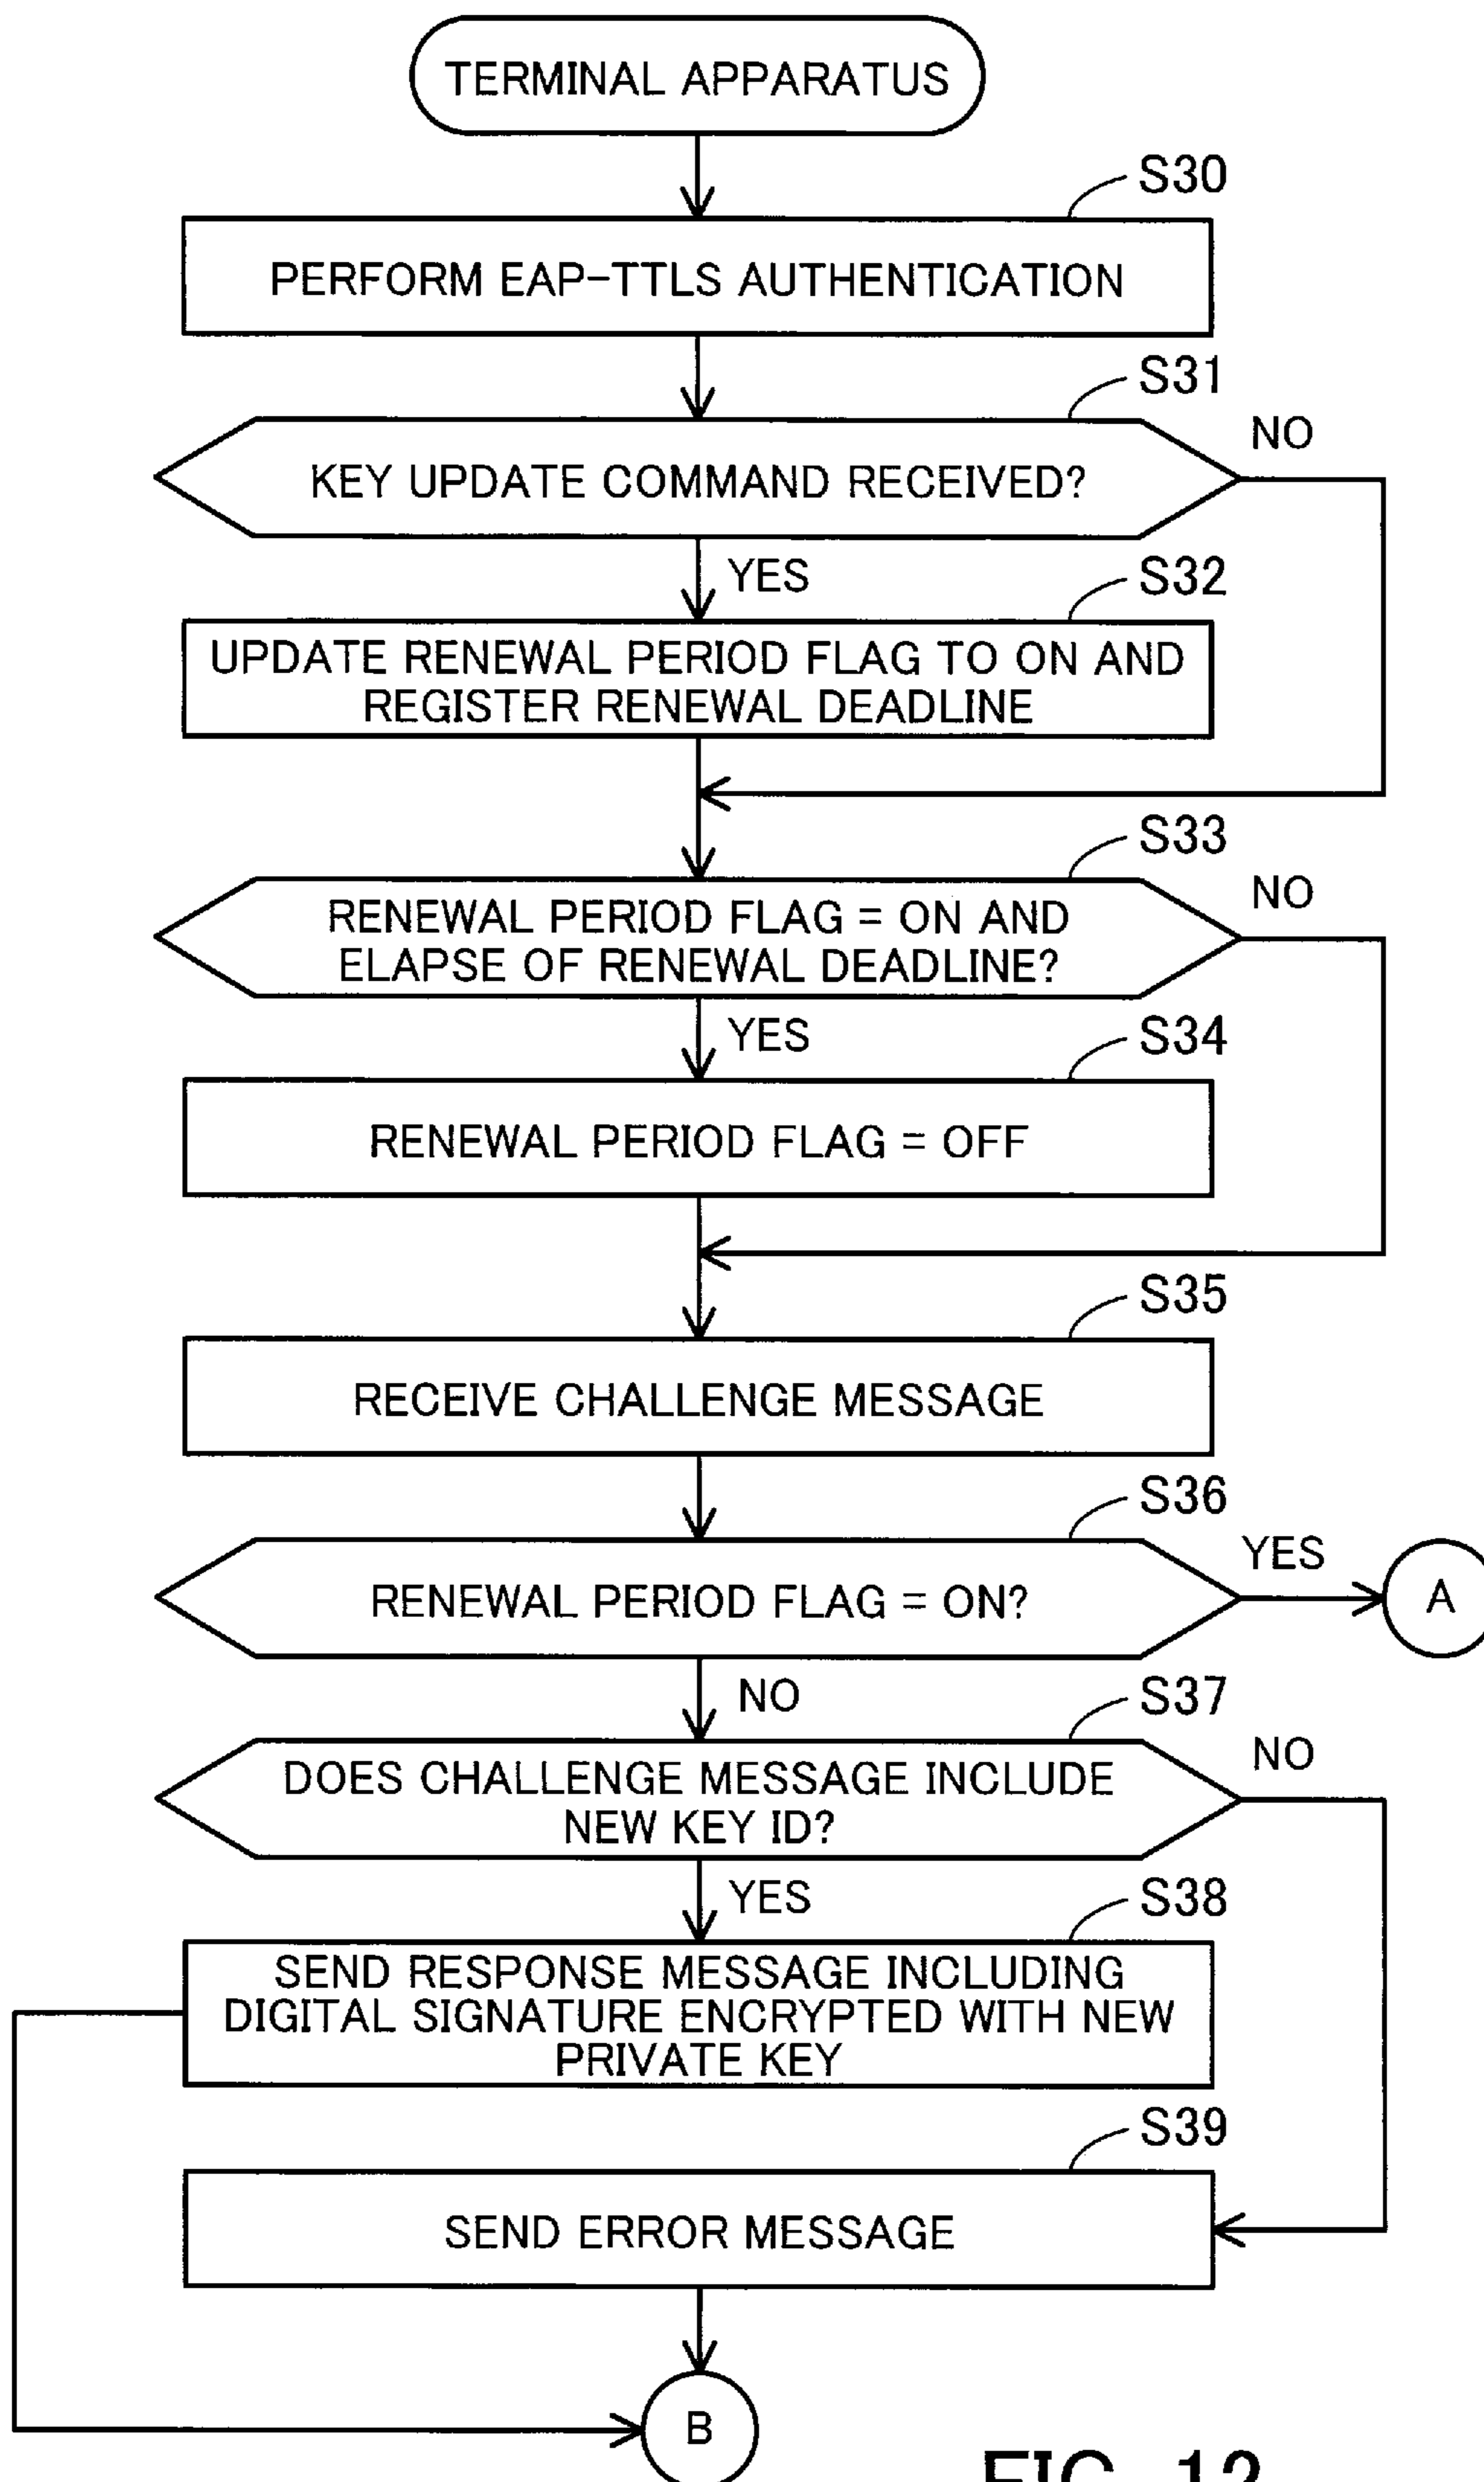 TERMINAL APPARATUS
S30
PERFORM EAP-TTLS AUTHENTICATION
S31
KEY UPDATE COMMAND RECEIVED?
NO
YES
S32
UPDATE RENEWAL PERIOD FLAG TO ON AND
REGISTER RENEWAL DEADLINE
S33
RENEWAL PERIOD FLAG = ON AND
ELAPSE OF RENEWAL DEADLINE?
NO
YES
S34
RENEWAL PERIOD FLAG = OFF
S35
RECEIVE CHALLENGE MESSAGE
S36
RENEWAL PERIOD FLAG = ON?
YES
A
NO
S37
DOES CHALLENGE MESSAGE INCLUDE
NEW KEY ID?
NO
YES
S38
SEND RESPONSE MESSAGE INCLUDING
DIGITAL SIGNATURE ENCRYPTED WITH NEW
PRIVATE KEY
S39
SEND ERROR MESSAGE
B
FIG. 12